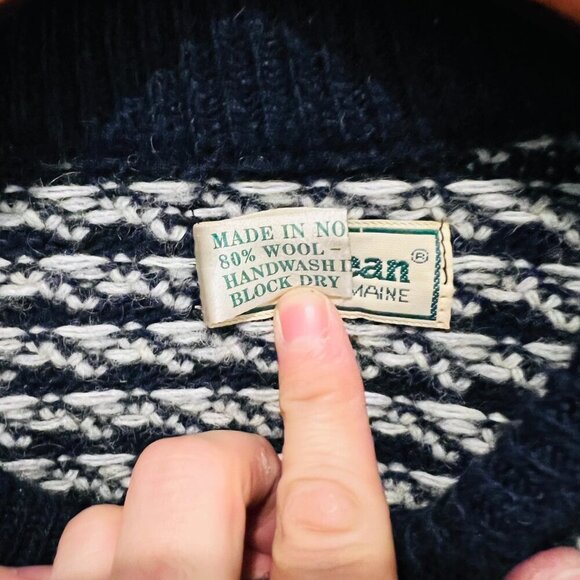 MADE IN NO
80% WOOL -
HANDWASH I
BLOCK DRY
ean ®
MAINE